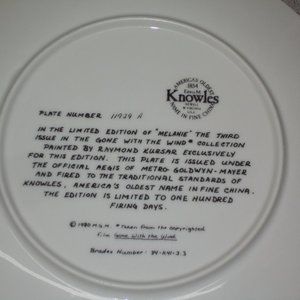 AMERICA'S OLDEST
1854
EDWIN M.
Knowles
NAME IN FINE CHINA
PLATE NUMBER 11929 A
IN THE LIMITED EDITION OF "MELANIE" THE THIRD
ISSUE IN THE GONE WITH THE WIND* COLLECTION
PAINTED BY RAYMOND KURSAR EXCLUSIVELY
FOR THIS EDITION. THIS PLATE IS ISSUED UNDER
THE OFFICIAL AEGIS OF METRO GOLDWYN-MAYER
AND FIRED TO THE TRADITIONAL STANDARDS OF
KNOWLES, AMERICA'S OLDEST NAME IN FINE CHINA.
THE EDITION IS LIMITED TO ONE HUNDRED
FIRING DAYS.
© 1980 M.G.M. *Taken from the copyrighted
film Gone With the Wind.
Bradex Number: 84-K41-3.3